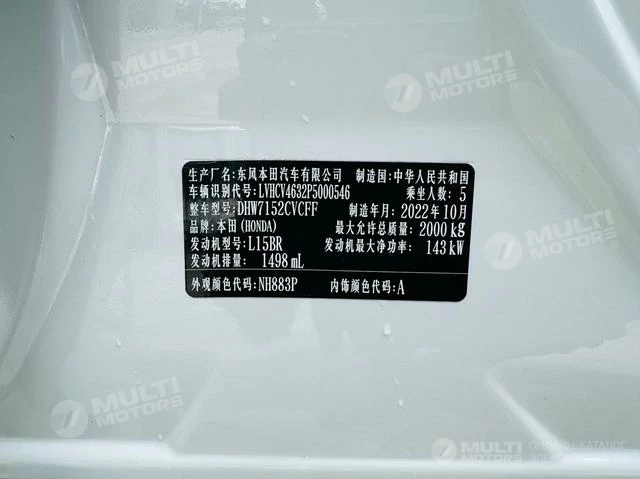 MULTI
MOTORS®
MULTI
MOTORS®
生产厂名:东风本田汽车有限公司 制造国:中华人民共和国
车辆识别代号:LVHCV4632P5000546 乘坐人数:5
整车型号:DHW7152CVCFF 制造年月:2022年10月
品牌:本田(HONDA) 最大允许总质量:2000 kg
发动机型号:L15BR 发动机最大净功率:143 kW
发动机排量:1498 mL
外观颜色代码:NH883P 内饰颜色代码:A
MULTI
MOTORS®
MULTI
MOTORS®
MULTI
MOTORS
ОНЛАЙН-КАТАЛОГ